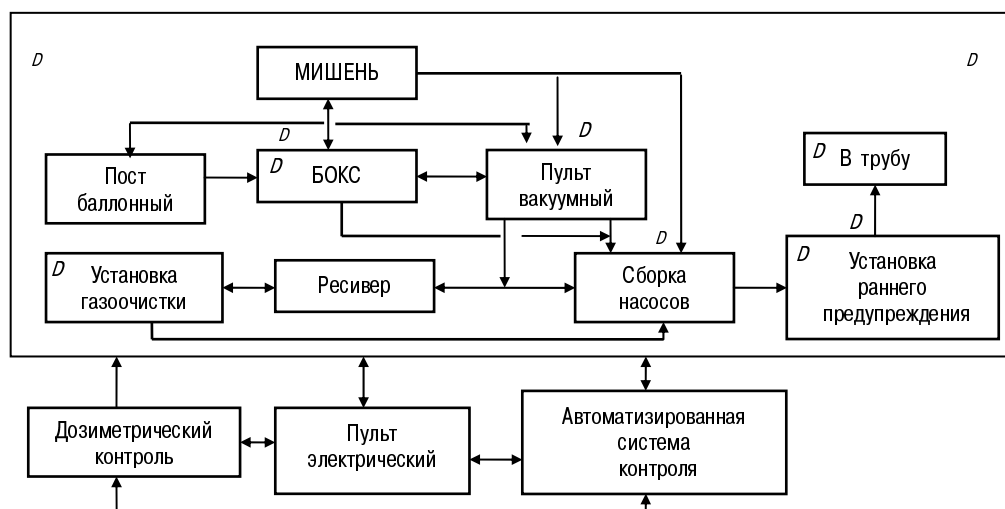 D
D
МИШЕНЬ
D
D
D
В трубу
Пост
баллонный
D
БОКС
Пульт
вакуумный
D
D
D
Установка
газоочистки
Ресивер
Сборка
насосов
D
Установка
раннего
предупреждения
Дозиметрический
контроль
Пульт
электрический
Автоматизированная
система
контроля